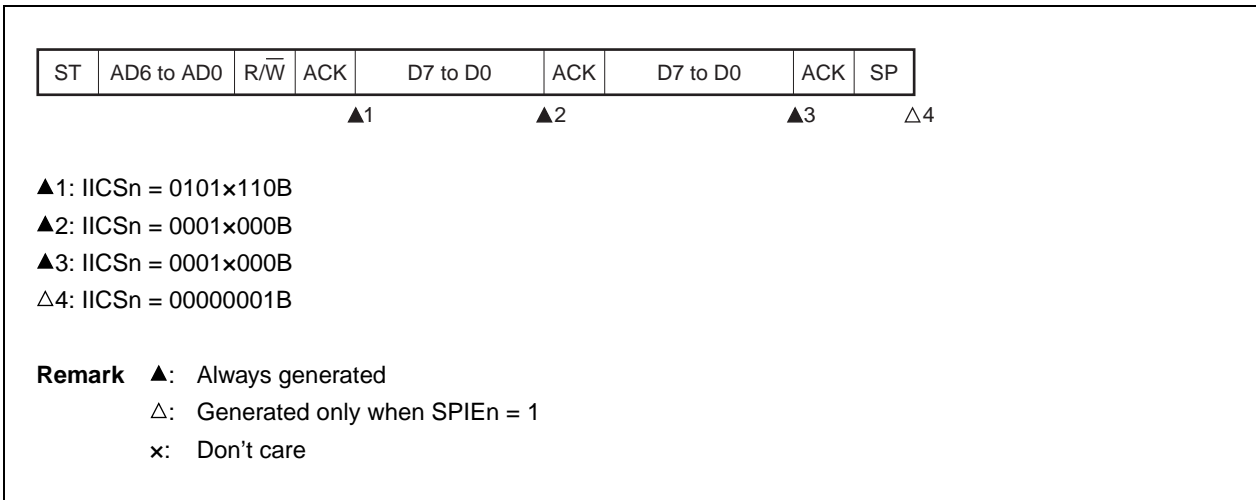 ST AD6 to AD0 R/W̅ ACK D7 to D0 ACK D7 to D0 ACK SP
▲1 ▲2 ▲3 △4
▲1: IICSn = 0101×110B
▲2: IICSn = 0001×000B
▲3: IICSn = 0001×000B
△4: IICSn = 00000001B
Remark ▲: Always generated
△: Generated only when SPIEn = 1
×: Don't care